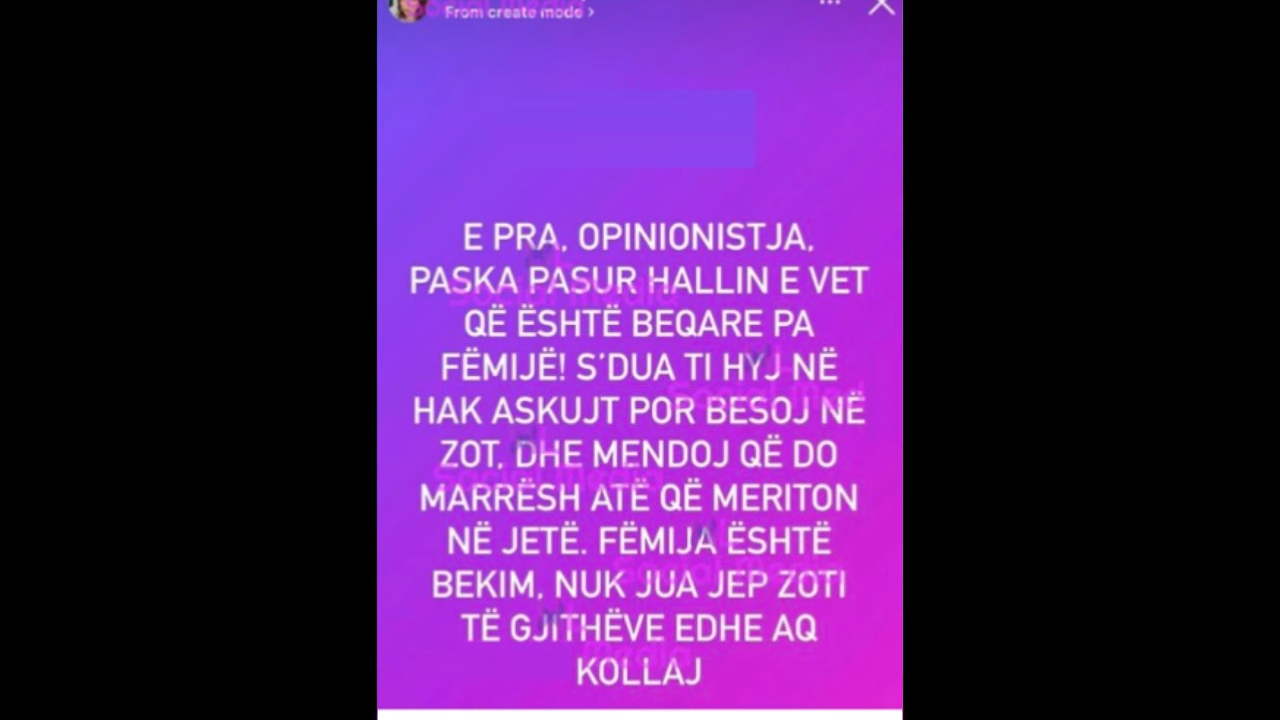 From create mode >
E PRA, OPINIONISTJA,
PASKA PASUR HALLIN E VET
QË ËSHTË BEQARE PA
FËMIJË! S'DUA TI HYJ NË
HAK ASKUJT POR BESOJ NË
ZOT, DHE MENDOJ QË DO
MARRËSH ATË QË MERITON
NË JETË. FËMIJA ËSHTË
BEKIM, NUK JUA JEP ZOTI
TË GJITHËVE EDHE AQ
KOLLAJ